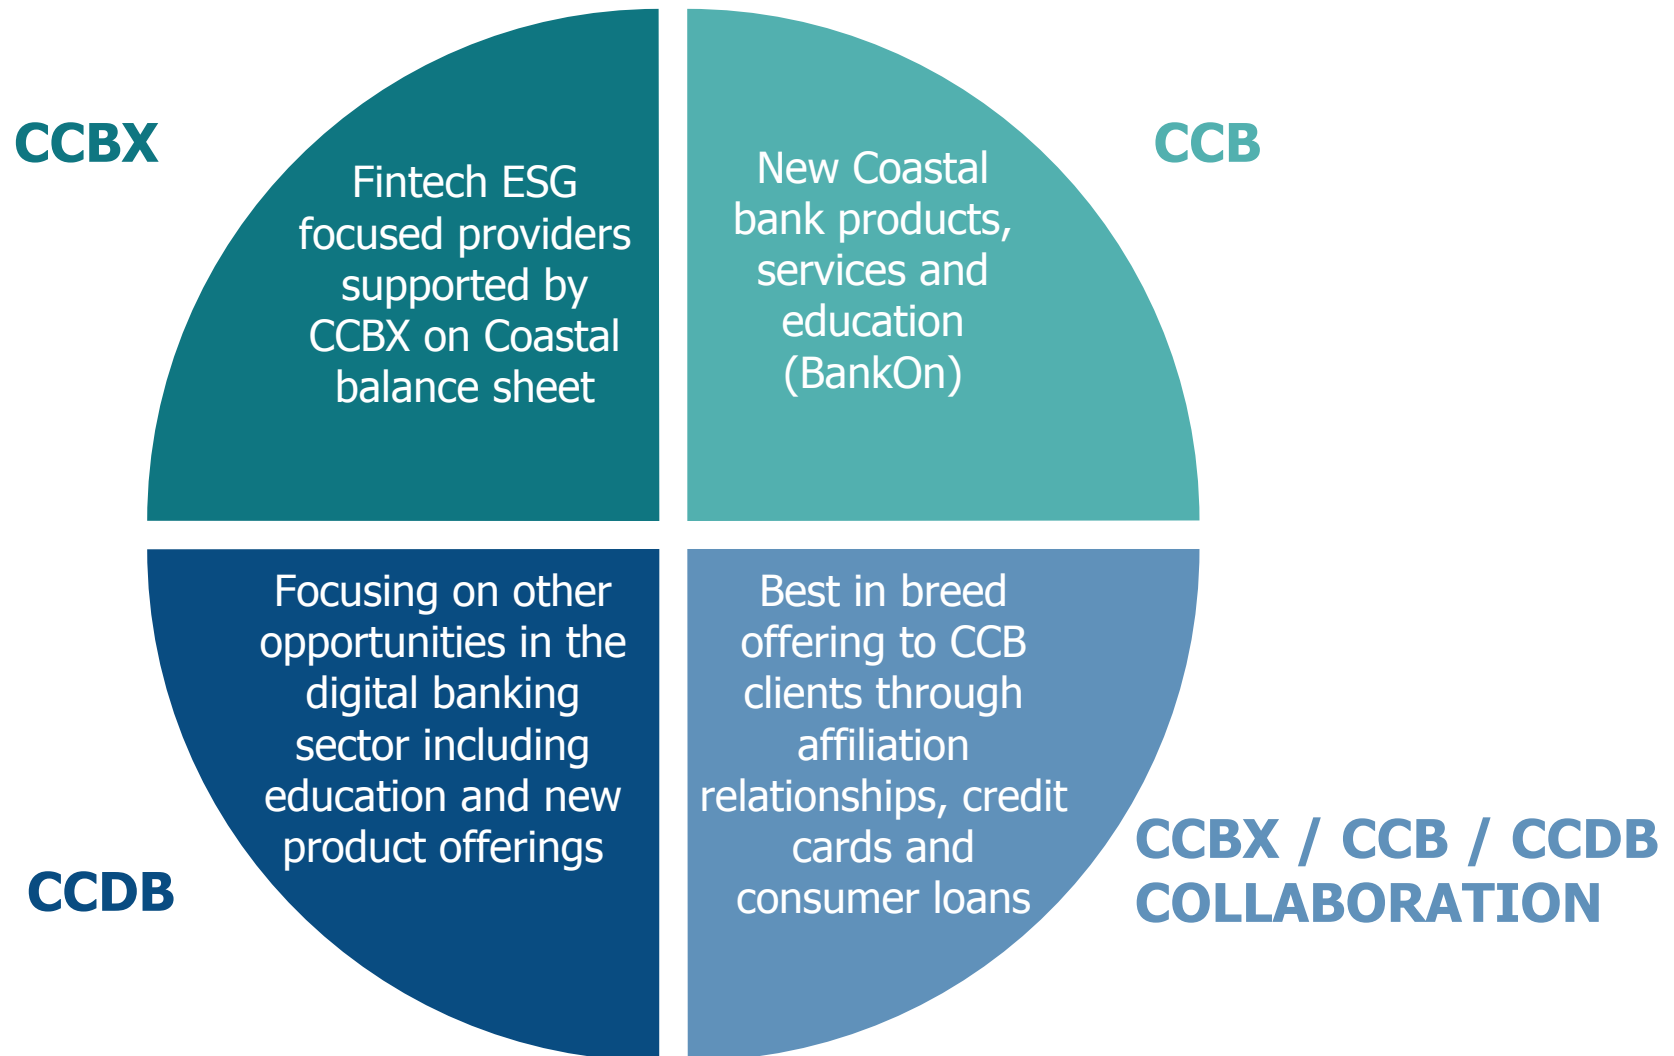 CCBX
Fintech ESG
focused providers
supported by
CCBX on Coastal
balance sheet
CCB
New Coastal
bank products,
services and
education
(BankOn)
CCDB
Focusing on other
opportunities in the
digital banking
sector including
education and new
product offerings
Best in breed
offering to CCB
clients through
affiliation
relationships, credit
cards and
consumer loans
CCBX / CCB / CCDB
COLLABORATION